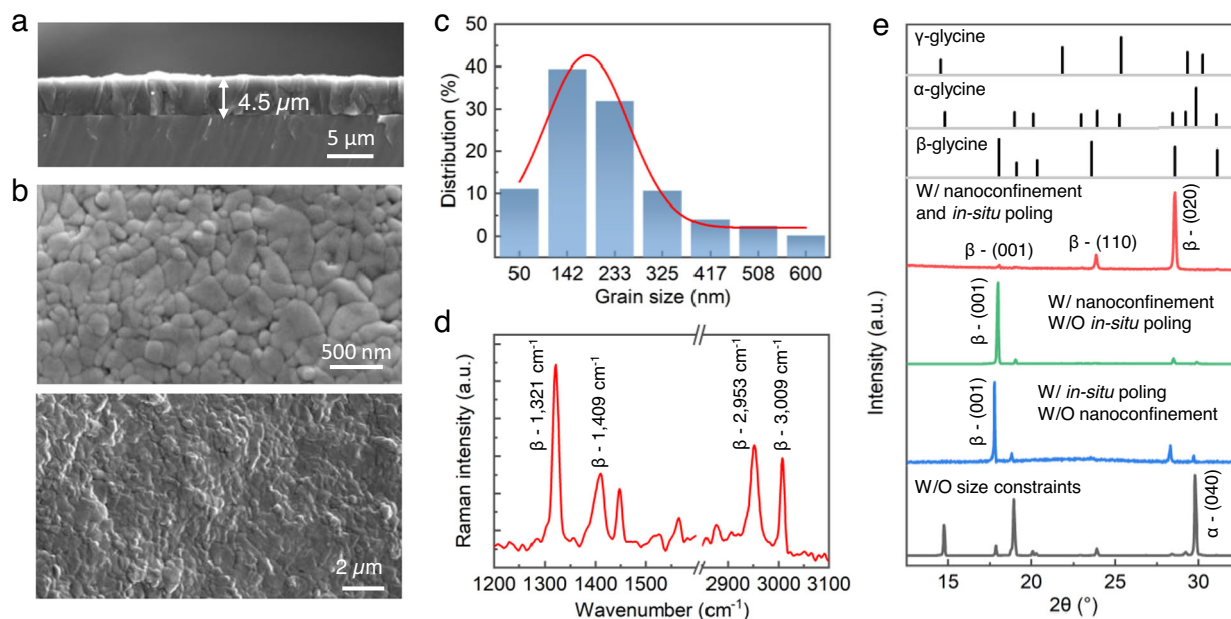 a
4.5 µm
5 µm
b
500 nm
2 µm
c
Distribution (%)
50
40
30
20
10
0
50 142 233 325 417 508 600
Grain size (nm)
d
Raman intensity (a.u.)
β - 1,321 cm⁻¹
β - 1,409 cm⁻¹
β - 2,953 cm⁻¹
β - 3,009 cm⁻¹
1200 1300 1400 1500 2900 3000 3100
Wavenumber (cm⁻¹)
e
γ-glycine
α-glycine
β-glycine
W/ nanoconfinement
and in-situ poling
β - (001)
β - (110)
β - (020)
β - (001)
W/ nanoconfinement
W/O in-situ poling
β - (001)
W/ in-situ poling
W/O nanoconfinement
W/O size constraints
α - (040)
Intensity (a.u.)
15 20 25 30
2θ (°)